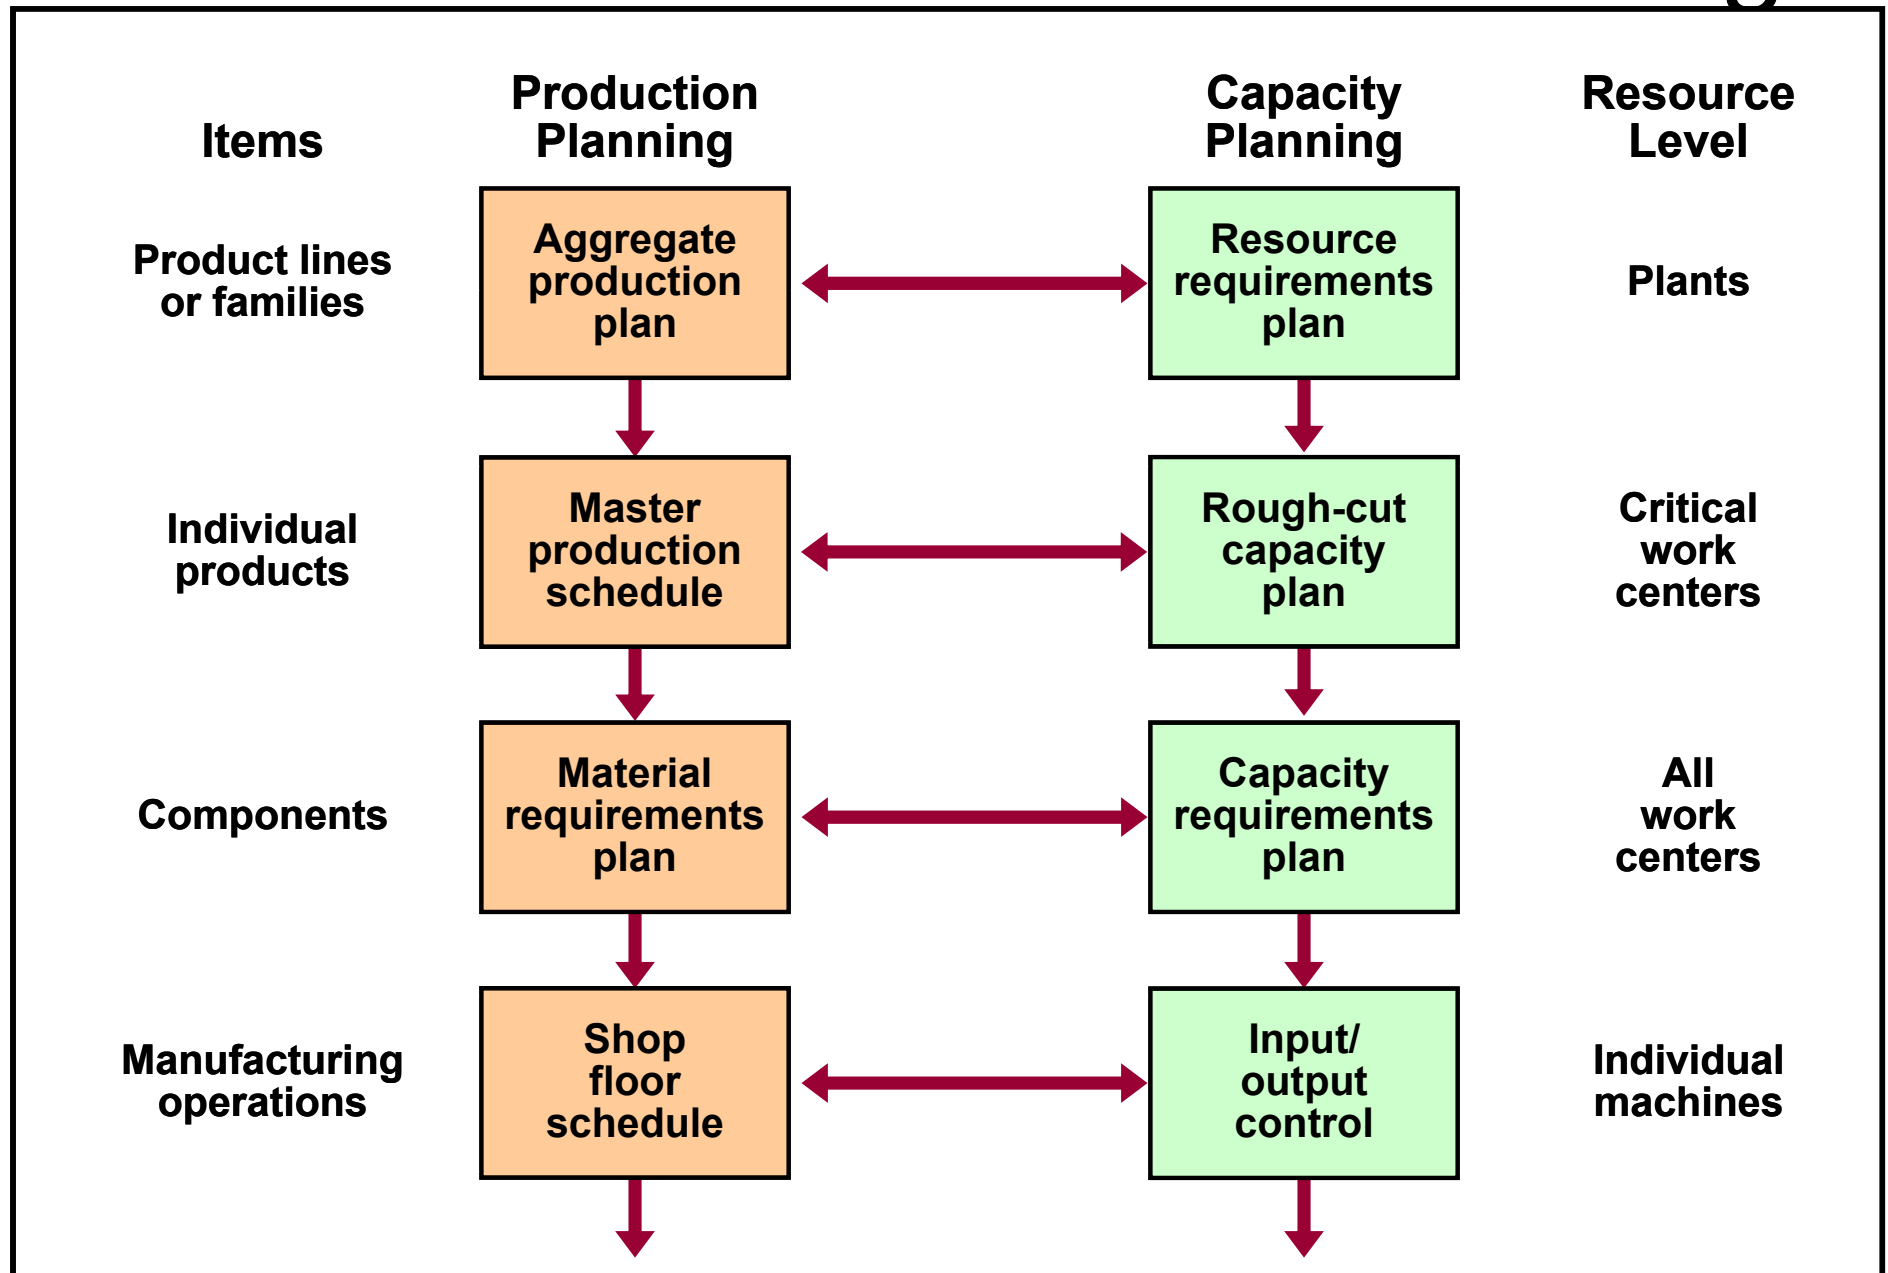 Items
Production
Planning
Capacity
Planning
Resource
Level
Product lines
or families
Aggregate
production
plan
Resource
requirements
plan
Plants
Individual
products
Master
production
schedule
Rough-cut
capacity
plan
Critical
work
centers
Components
Material
requirements
plan
Capacity
requirements
plan
All
work
centers
Manufacturing
operations
Shop
floor
schedule
Input/
output
control
Individual
machines